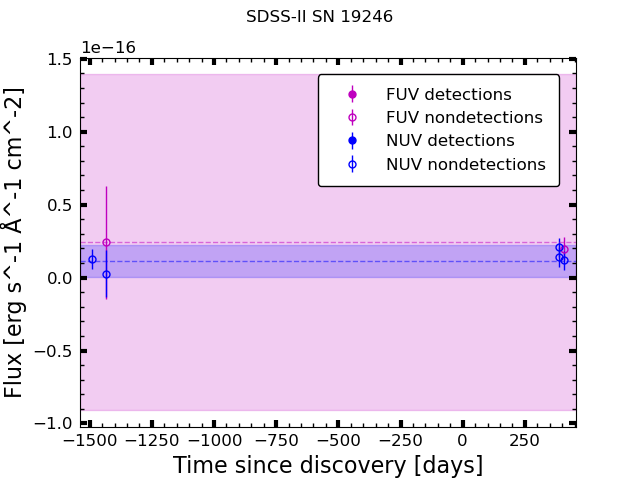 SDSS-II SN 19246
1e−16
1.5
1.0
0.5
0.0
−0.5
−1.0
Flux [erg s^-1 Å^-1 cm^-2]
FUV detections
FUV nondetections
NUV detections
NUV nondetections
−1500 −1250 −1000 −750 −500 −250 0 250
Time since discovery [days]